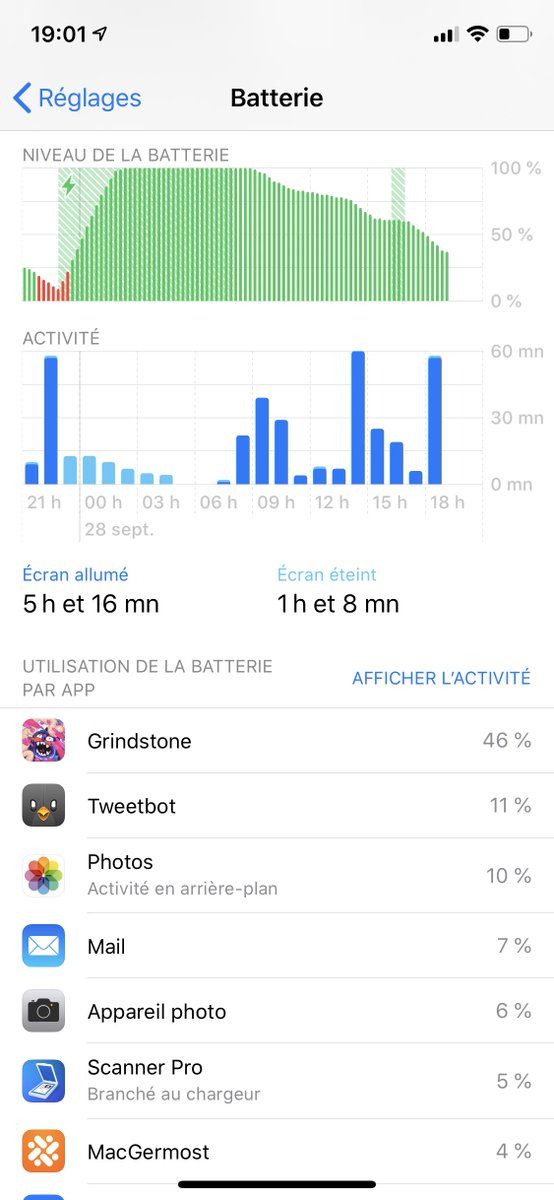 19:01
Réglages
Batterie
NIVEAU DE LA BATTERIE
100 %
50 %
0 %
ACTIVITÉ
60 mn
30 mn
0 mn
21 h 00 h 03 h 06 h 09 h 12 h 15 h 18 h
28 sept.
Écran allumé Écran éteint
5 h et 16 mn 1 h et 8 mn
UTILISATION DE LA BATTERIE
PAR APP
AFFICHER L’ACTIVITÉ
Grindstone 46 %
Tweetbot 11 %
Photos 10 %
Activité en arrière-plan
Mail 7 %
Appareil photo 6 %
Scanner Pro 5 %
Branché au chargeur
MacGermost 4 %